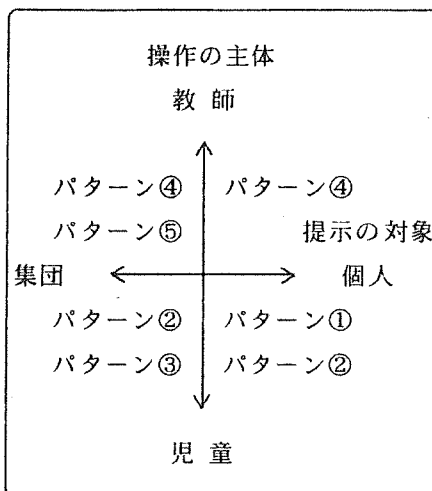 操作の主体
教 師
パターン④ パターン④
パターン⑤ 提示の対象
集団 個人
パターン② パターン①
パターン③ パターン②
児 童